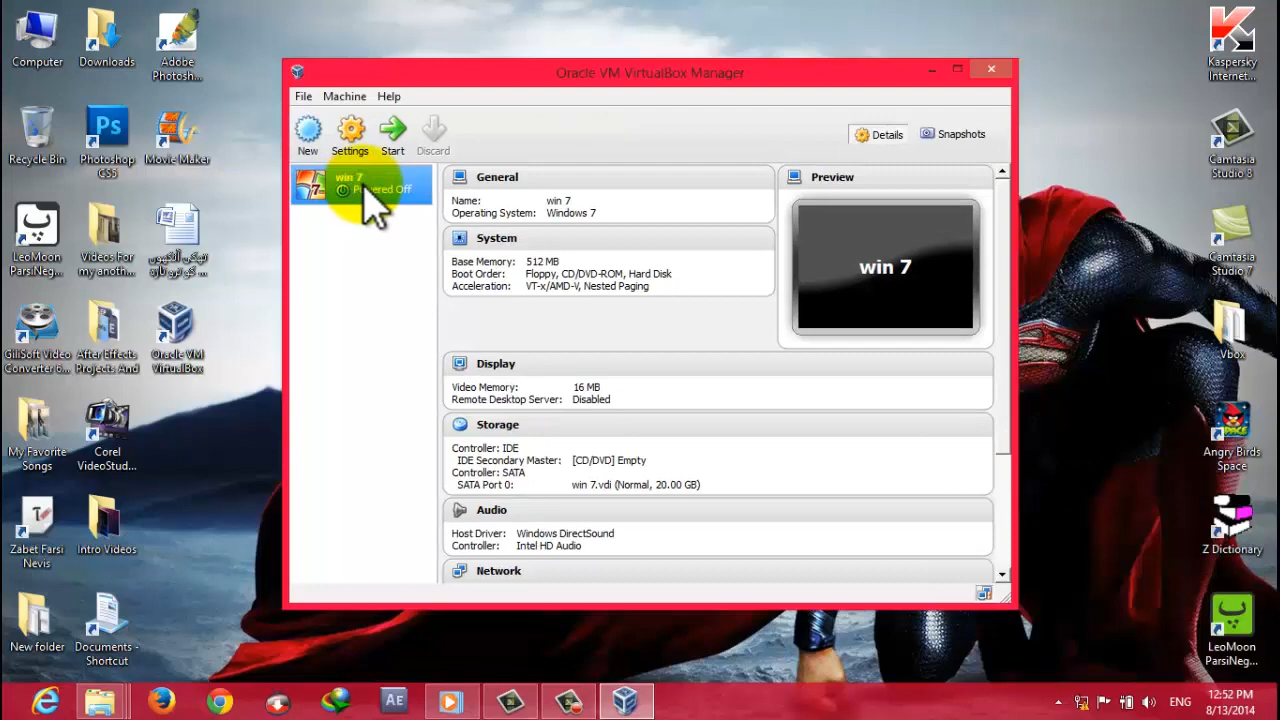 Computer
Downloads
Adobe
Photosh...
Recycle Bin
Ps
Photoshop
CS5
Movie Maker
LeoMoon
ParsiNeg...
Videos For
my anoth...
GiliSoft Video
Converter 6...
After Effects
Projects And
Oracle VM
VirtualBox
My Favorite
Songs
Corel
VideoStud...
Zabet Farsi
Nevis
Intro Videos
New folder
Documents -
Shortcut
Oracle VM VirtualBox Manager
File Machine Help
New
Settings
Start
Discard
Details
Snapshots
win 7
Powered Off
General
Name: win 7
Operating System: Windows 7
System
Base Memory: 512 MB
Boot Order: Floppy, CD/DVD-ROM, Hard Disk
Acceleration: VT-x/AMD-V, Nested Paging
Preview
win 7
Display
Video Memory: 16 MB
Remote Desktop Server: Disabled
Storage
Controller: IDE
IDE Secondary Master: [CD/DVD] Empty
Controller: SATA
SATA Port 0: win 7.vdi (Normal, 20.00 GB)
Audio
Host Driver: Windows DirectSound
Controller: Intel HD Audio
Network
Kaspersky
Internet...
Camtasia
Studio 8
Camtasia
Studio 7
Vbox
SPACE
Angry Birds
Space
Z Dictionary
LeoMoon
ParsiNeg...
AE
ENG
12:52 PM
8/13/2014